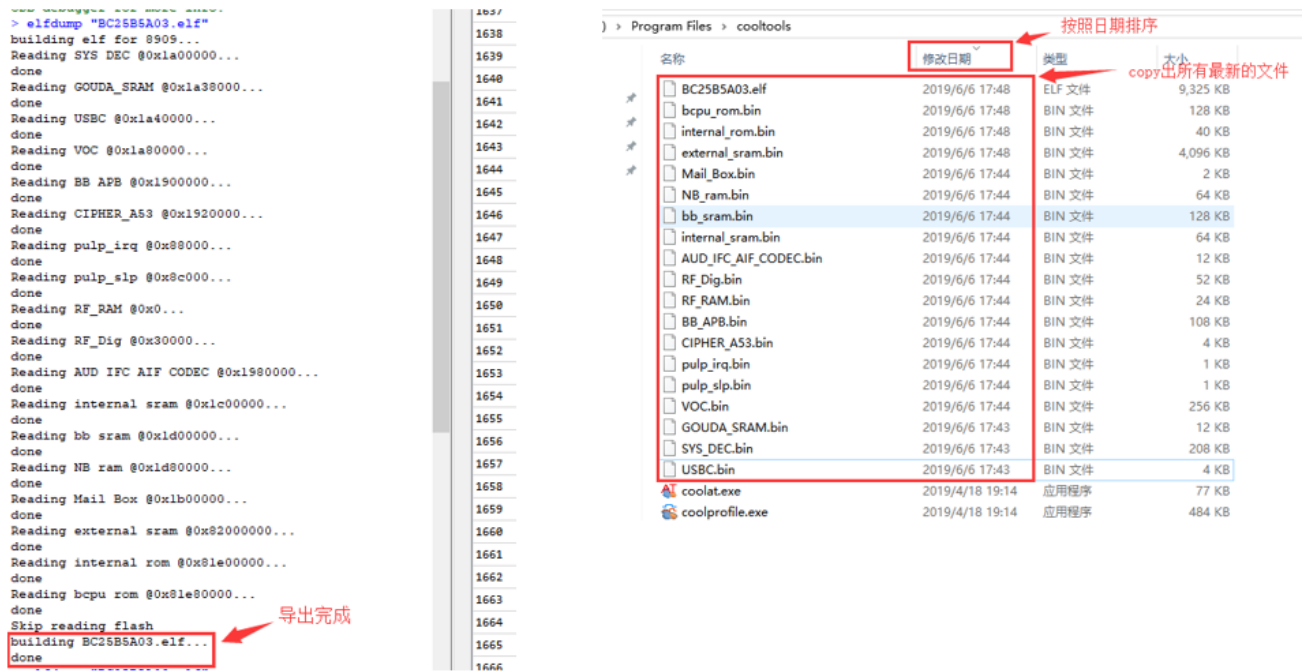 > elfdump "BC25B5A03.elf"
building elf for 8909...
Reading SYS DEC @0x1a00000...
done
Reading GOUDA_SRAM @0x1a38000...
done
Reading USBC @0x1a40000...
done
Reading VOC @0x1a80000...
done
Reading BB APB @0x1900000...
done
Reading CIPHER_A53 @0x1920000...
done
Reading pulp_irq @0x88000...
done
Reading pulp_slp @0x8c000...
done
Reading RF_RAM @0x0...
done
Reading RF_Dig @0x30000...
done
Reading AUD IFC AIF CODEC @0x1980000...
done
Reading internal sram @0x1c00000...
done
Reading bb sram @0x1d00000...
done
Reading NB ram @0x1d80000...
done
Reading Mail Box @0x1b00000...
done
Reading external sram @0x82000000...
done
Reading internal rom @0x81e00000...
done
Reading bcpu rom @0x81e80000...
done
Skip reading flash
building BC25B5A03.elf...
done
导出完成
1637
1638
1639
1640
1641
1642
1643
1644
1645
1646
1647
1648
1649
1650
1651
1652
1653
1654
1655
1656
1657
1658
1659
1660
1661
1662
1663
1664
1665
1666
) > Program Files > cooltools
按照日期排序
名称 修改日期 类型 大小
copy出所有最新的文件
BC25B5A03.elf 2019/6/6 17:48 ELF 文件 9,325 KB
bcpu_rom.bin 2019/6/6 17:48 BIN 文件 128 KB
internal_rom.bin 2019/6/6 17:48 BIN 文件 40 KB
external_sram.bin 2019/6/6 17:48 BIN 文件 4,096 KB
Mail_Box.bin 2019/6/6 17:44 BIN 文件 2 KB
NB_ram.bin 2019/6/6 17:44 BIN 文件 64 KB
bb_sram.bin 2019/6/6 17:44 BIN 文件 128 KB
internal_sram.bin 2019/6/6 17:44 BIN 文件 64 KB
AUD_IFC_AIF_CODEC.bin 2019/6/6 17:44 BIN 文件 12 KB
RF_Dig.bin 2019/6/6 17:44 BIN 文件 52 KB
RF_RAM.bin 2019/6/6 17:44 BIN 文件 24 KB
BB_APB.bin 2019/6/6 17:44 BIN 文件 108 KB
CIPHER_A53.bin 2019/6/6 17:44 BIN 文件 4 KB
pulp_irq.bin 2019/6/6 17:44 BIN 文件 1 KB
pulp_slp.bin 2019/6/6 17:44 BIN 文件 1 KB
VOC.bin 2019/6/6 17:44 BIN 文件 256 KB
GOUDA_SRAM.bin 2019/6/6 17:43 BIN 文件 12 KB
SYS_DEC.bin 2019/6/6 17:43 BIN 文件 208 KB
USBC.bin 2019/6/6 17:43 BIN 文件 4 KB
coolat.exe 2019/4/18 19:14 应用程序 77 KB
coolprofile.exe 2019/4/18 19:14 应用程序 484 KB